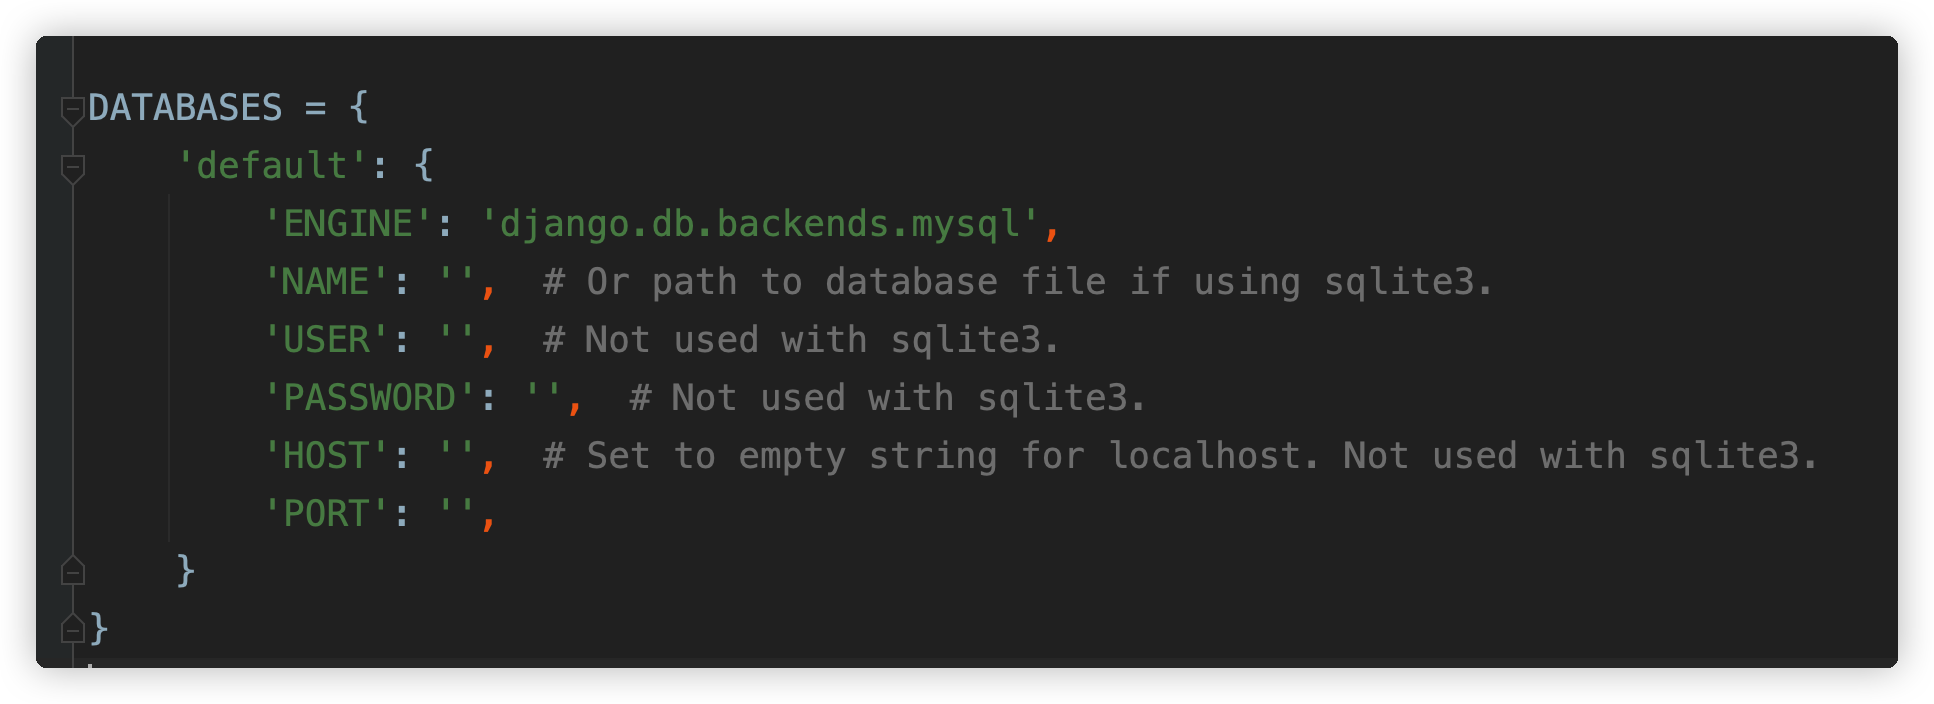 DATABASES = {
    'default': {
        'ENGINE': 'django.db.backends.mysql',
        'NAME': '',  # Or path to database file if using sqlite3.
        'USER': '',  # Not used with sqlite3.
        'PASSWORD': '',  # Not used with sqlite3.
        'HOST': '',  # Set to empty string for localhost. Not used with sqlite3.
        'PORT': '',
    }
}